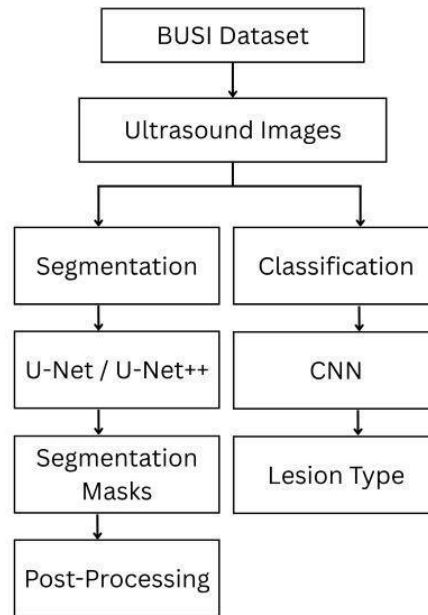 BUSI Dataset
Ultrasound Images
Segmentation
Classification
U-Net / U-Net++
CNN
Segmentation
Masks
Lesion Type
Post-Processing